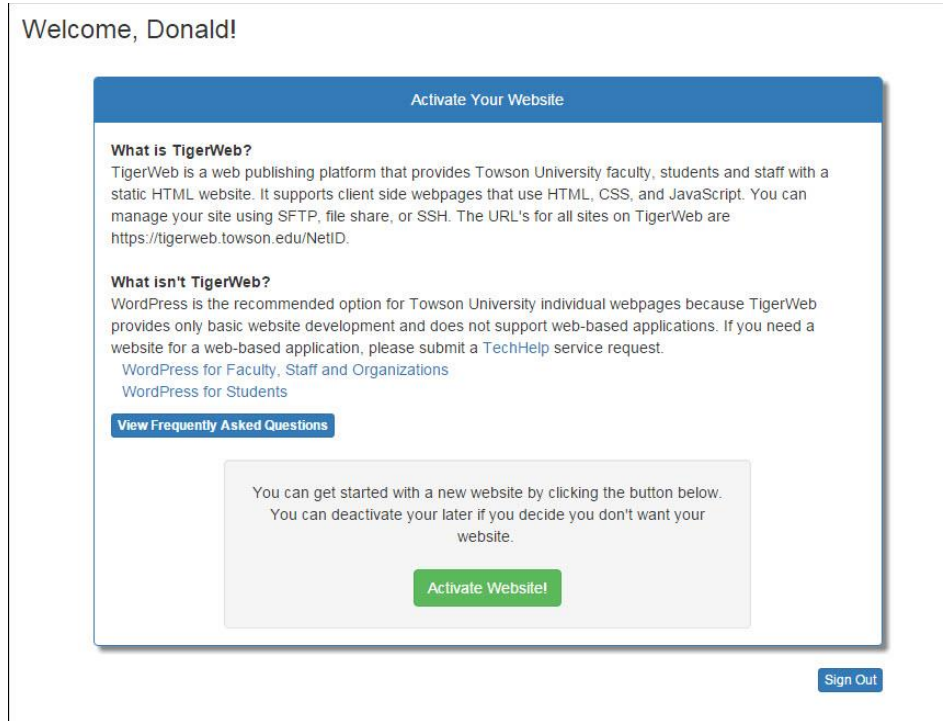 Welcome, Donald!
Activate Your Website
What is TigerWeb?
TigerWeb is a web publishing platform that provides Towson University faculty, students and staff with a
static HTML website. It supports client side webpages that use HTML, CSS, and JavaScript. You can
manage your site using SFTP, file share, or SSH. The URL's for all sites on TigerWeb are
https://tigerweb.towson.edu/NetID.
What isn't TigerWeb?
WordPress is the recommended option for Towson University individual webpages because TigerWeb
provides only basic website development and does not support web-based applications. If you need a
website for a web-based application, please submit a TechHelp service request.
WordPress for Faculty, Staff and Organizations
WordPress for Students
View Frequently Asked Questions
You can get started with a new website by clicking the button below.
You can deactivate your later if you decide you don't want your
website.
Activate Website!
Sign Out